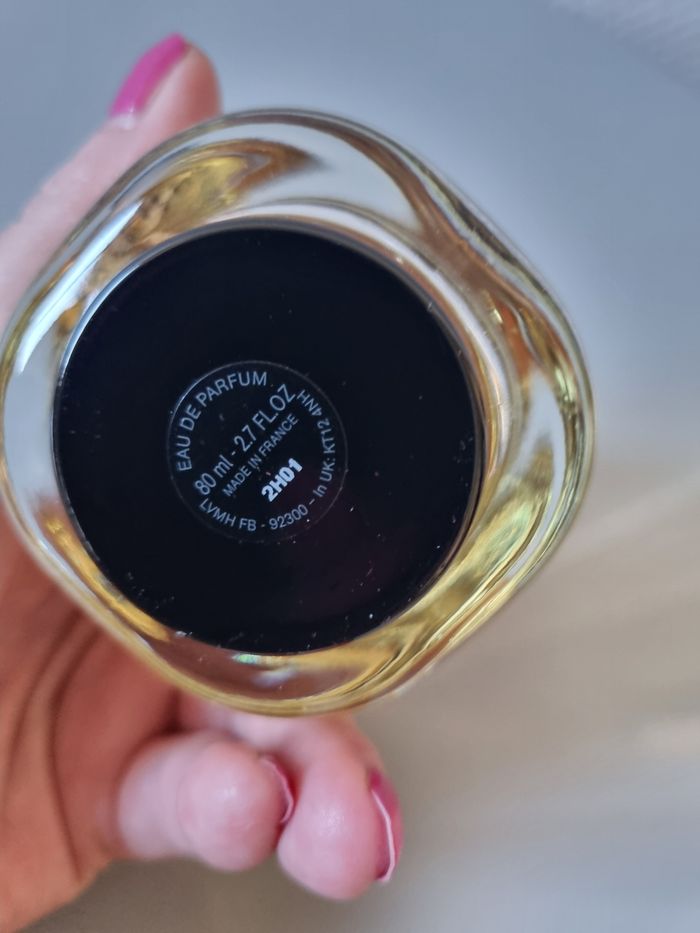 EAU DE PARFUM
80 ml - 2.7 FL.OZ
MADE IN FRANCE
2H01
LVMH FB - 92300 - In UK: KT12 4NH